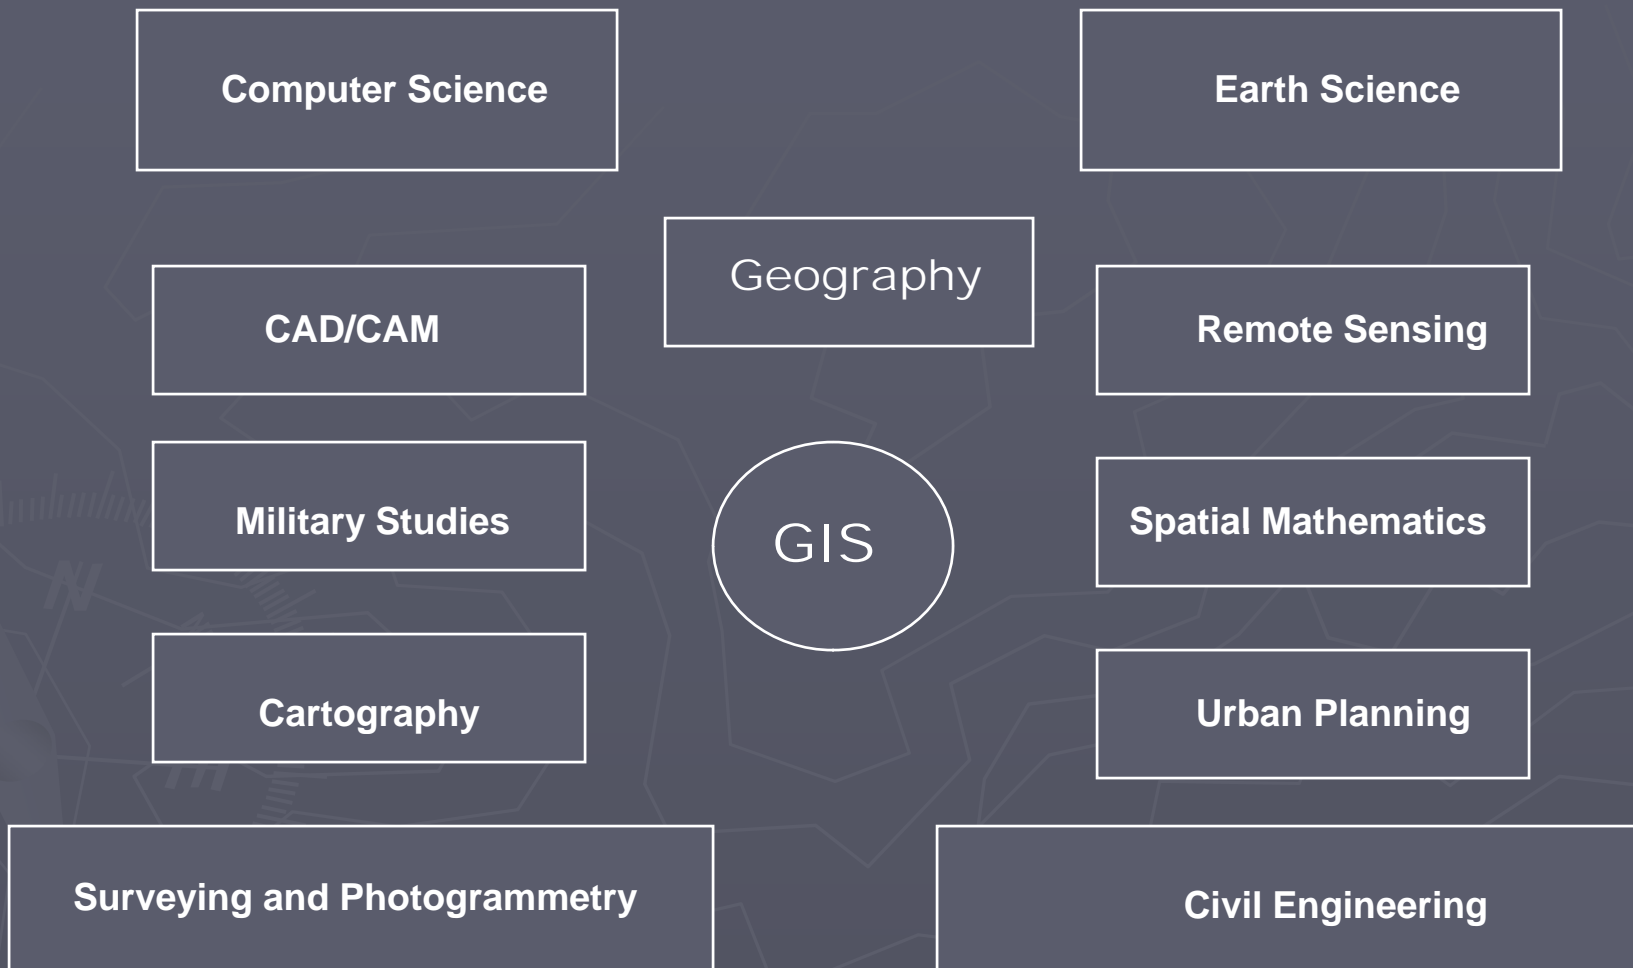 Computer Science
Earth Science
Geography
CAD/CAM
Remote Sensing
Military Studies
GIS
Spatial Mathematics
Cartography
Urban Planning
Surveying and Photogrammetry
Civil Engineering
N
E